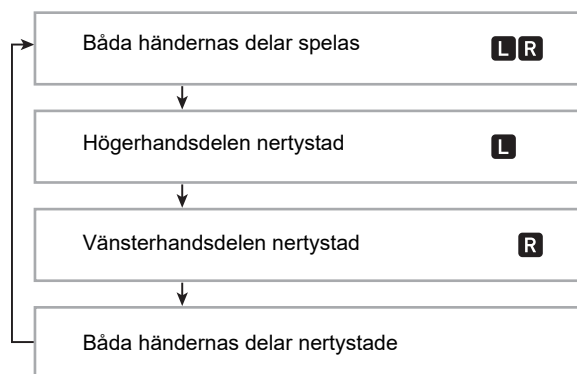 Båda händernas delar spelas L R
Högerhandsdelen nertystad L
Vänsterhandsdelen nertystad R
Båda händernas delar nertystade